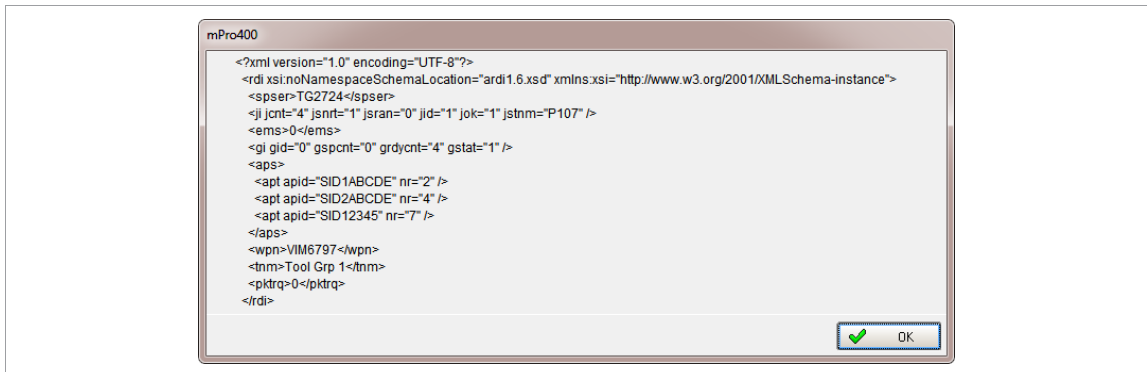 mPro400
<?xml version="1.0" encoding="UTF-8"?>
<rdi xsi:noNamespaceSchemaLocation="ardi1.6.xsd" xmlns:xsi="http://www.w3.org/2001/XMLSchema-instance">
<spser>TG2724</spser>
<ji jcnt="4" jsnrt="1" jsran="0" jid="1" jok="1" jstnm="P107" />
<ems>0</ems>
<gi gid="0" gspcnt="0" grdycnt="4" gstat="1" />
<aps>
<apt apid="SID1ABCDE" nr="2" />
<apt apid="SID2ABCDE" nr="4" />
<apt apid="SID12345" nr="7" />
</aps>
<wpn>VIM6797</wpn>
<tnm>Tool Grp 1</tnm>
<pktrq>0</pktrq>
</rdi>
OK